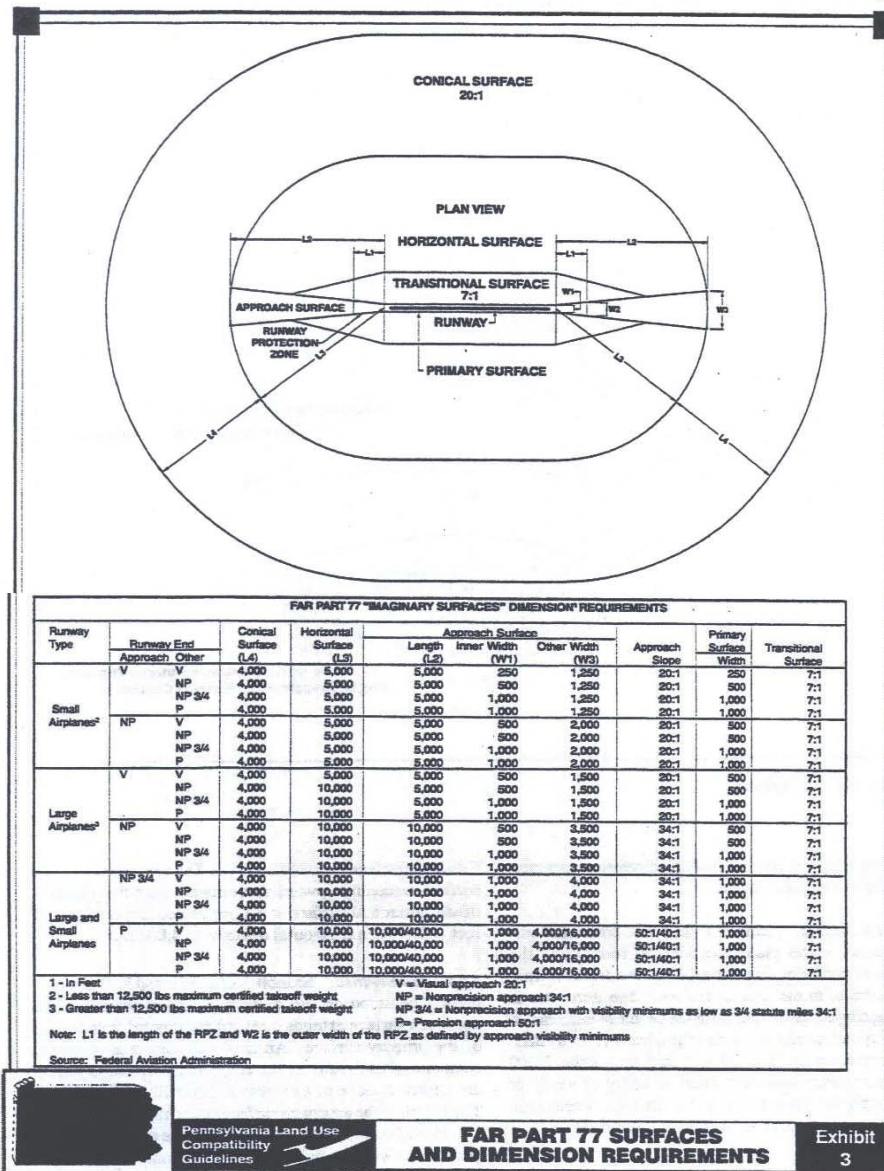 CONICAL SURFACE
20:1
PLAN VIEW
L2
HORIZONTAL SURFACE
L2
L1
L1
TRANSITIONAL SURFACE
7:1
W1
W2
W3
APPROACH SURFACE
RUNWAY
RUNWAY
PROTECTION
ZONE
PRIMARY SURFACE
L3
L3
L4
L4
FAR PART 77 "IMAGINARY SURFACES" DIMENSION¹ REQUIREMENTS
Runway Type | Runway End Approach Other | Conical Surface (L4) | Horizontal Surface (L3) | Approach Surface Length (L2) | Inner Width (W1) | Other Width (W3) | Approach Slope | Primary Surface Width | Transitional Surface
Small Airplanes²
V V 4,000 5,000 5,000 250 1,250 20:1 250 7:1
NP 4,000 5,000 5,000 500 1,250 20:1 500 7:1
NP 3/4 4,000 5,000 5,000 1,000 1,250 20:1 1,000 7:1
P 4,000 5,000 5,000 1,000 1,250 20:1 1,000 7:1
NP V 4,000 5,000 5,000 500 2,000 20:1 500 7:1
NP 4,000 5,000 5,000 500 2,000 20:1 500 7:1
NP 3/4 4,000 5,000 5,000 1,000 2,000 20:1 1,000 7:1
P 4,000 5,000 5,000 1,000 2,000 20:1 1,000 7:1
Large Airplanes³
V V 4,000 5,000 5,000 500 1,500 20:1 500 7:1
NP 4,000 10,000 5,000 500 1,500 20:1 500 7:1
NP 3/4 4,000 10,000 5,000 1,000 1,500 20:1 1,000 7:1
P 4,000 10,000 5,000 1,000 1,500 20:1 1,000 7:1
NP V 4,000 10,000 10,000 500 3,500 34:1 500 7:1
NP 4,000 10,000 10,000 500 3,500 34:1 500 7:1
NP 3/4 4,000 10,000 10,000 1,000 3,500 34:1 1,000 7:1
P 4,000 10,000 10,000 1,000 3,500 34:1 1,000 7:1
Large and Small Airplanes
NP 3/4 V 4,000 10,000 10,000 1,000 4,000 34:1 1,000 7:1
NP 4,000 10,000 10,000 1,000 4,000 34:1 1,000 7:1
NP 3/4 4,000 10,000 10,000 1,000 4,000 34:1 1,000 7:1
P 4,000 10,000 10,000 1,000 4,000 34:1 1,000 7:1
P V 4,000 10,000 10,000/40,000 1,000 4,000/16,000 50:1/40:1 1,000 7:1
NP 4,000 10,000 10,000/40,000 1,000 4,000/16,000 50:1/40:1 1,000 7:1
NP 3/4 4,000 10,000 10,000/40,000 1,000 4,000/16,000 50:1/40:1 1,000 7:1
P 4,000 10,000 10,000/40,000 1,000 4,000/16,000 50:1/40:1 1,000 7:1
1 - In Feet
2 - Less than 12,500 lbs maximum certified takeoff weight
3 - Greater than 12,500 lbs maximum certified takeoff weight
V = Visual approach 20:1
NP = Nonprecision approach 34:1
NP 3/4 = Nonprecision approach with visibility minimums as low as 3/4 statute miles 34:1
P= Precision approach 50:1
Note: L1 is the length of the RPZ and W2 is the outer width of the RPZ as defined by approach visibility minimums
Source: Federal Aviation Administration
Pennsylvania Land Use
Compatibility
Guidelines
FAR PART 77 SURFACES
AND DIMENSION REQUIREMENTS
Exhibit
3